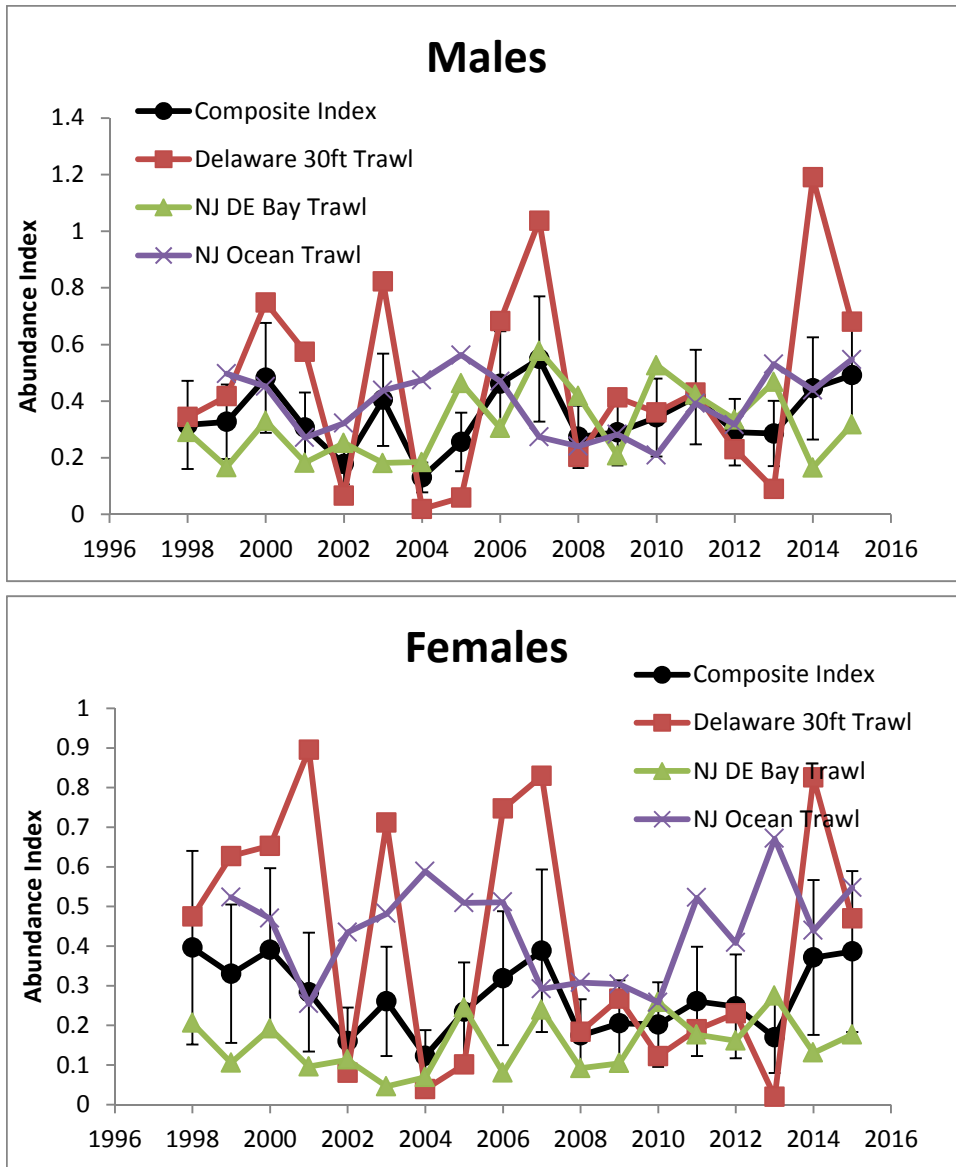 Males
Composite Index
Delaware 30ft Trawl
NJ DE Bay Trawl
NJ Ocean Trawl
Abundance Index
1.4
1.2
1
0.8
0.6
0.4
0.2
0
1996 1998 2000 2002 2004 2006 2008 2010 2012 2014 2016
Females
Composite Index
Delaware 30ft Trawl
NJ DE Bay Trawl
NJ Ocean Trawl
Abundance Index
1
0.9
0.8
0.7
0.6
0.5
0.4
0.3
0.2
0.1
0
1996 1998 2000 2002 2004 2006 2008 2010 2012 2014 2016